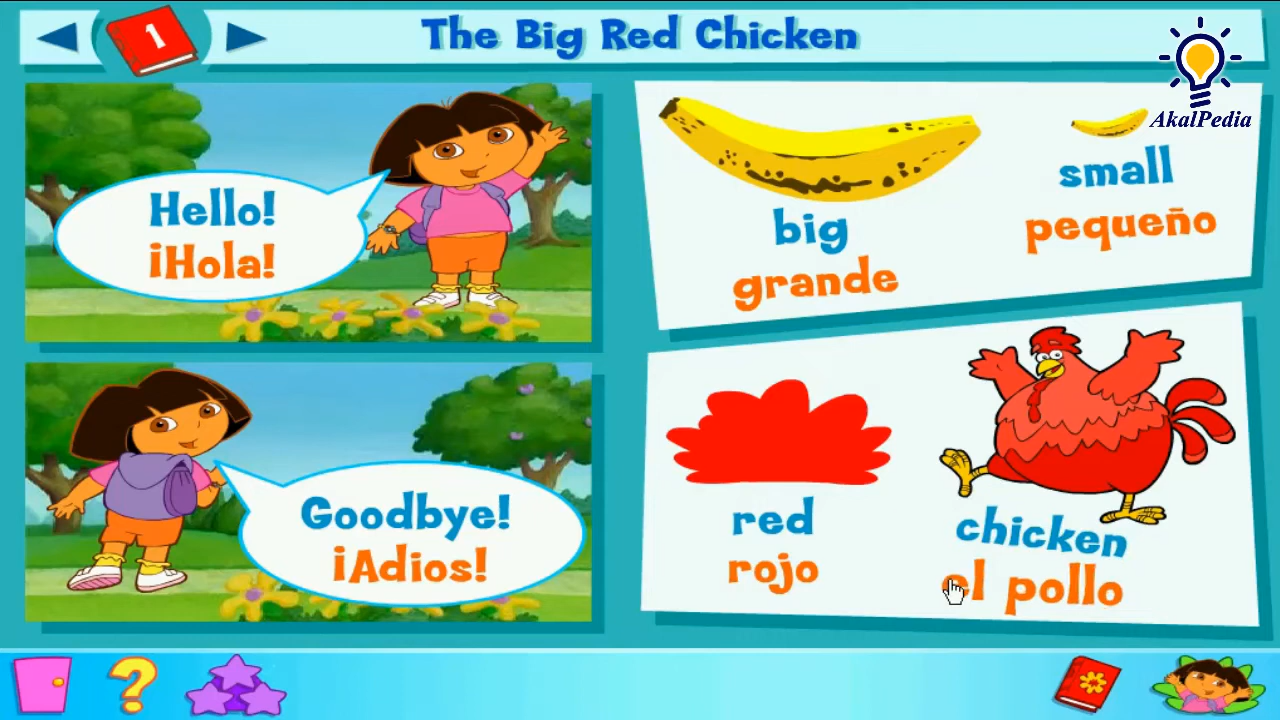 1
The Big Red Chicken
AkalPedia
Hello!
¡Hola!
big
grande
small
pequeño
Goodbye!
¡Adios!
red
rojo
chicken
el pollo
?